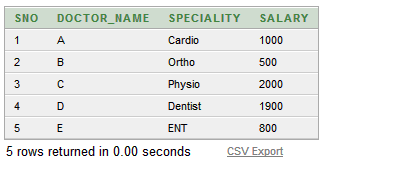 SNO DOCTOR_NAME SPECIALITY SALARY
1 A Cardio 1000
2 B Ortho 500
3 C Physio 2000
4 D Dentist 1900
5 E ENT 800
5 rows returned in 0.00 seconds CSV Export